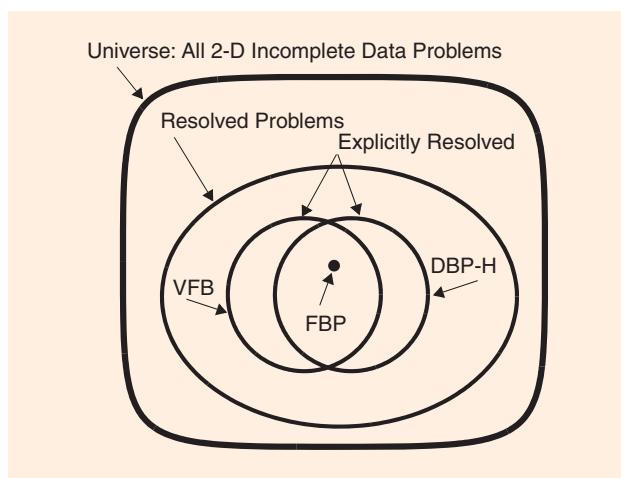 Universe: All 2-D Incomplete Data Problems
Resolved Problems
Explicitly Resolved
VFB
DBP-H
FBP